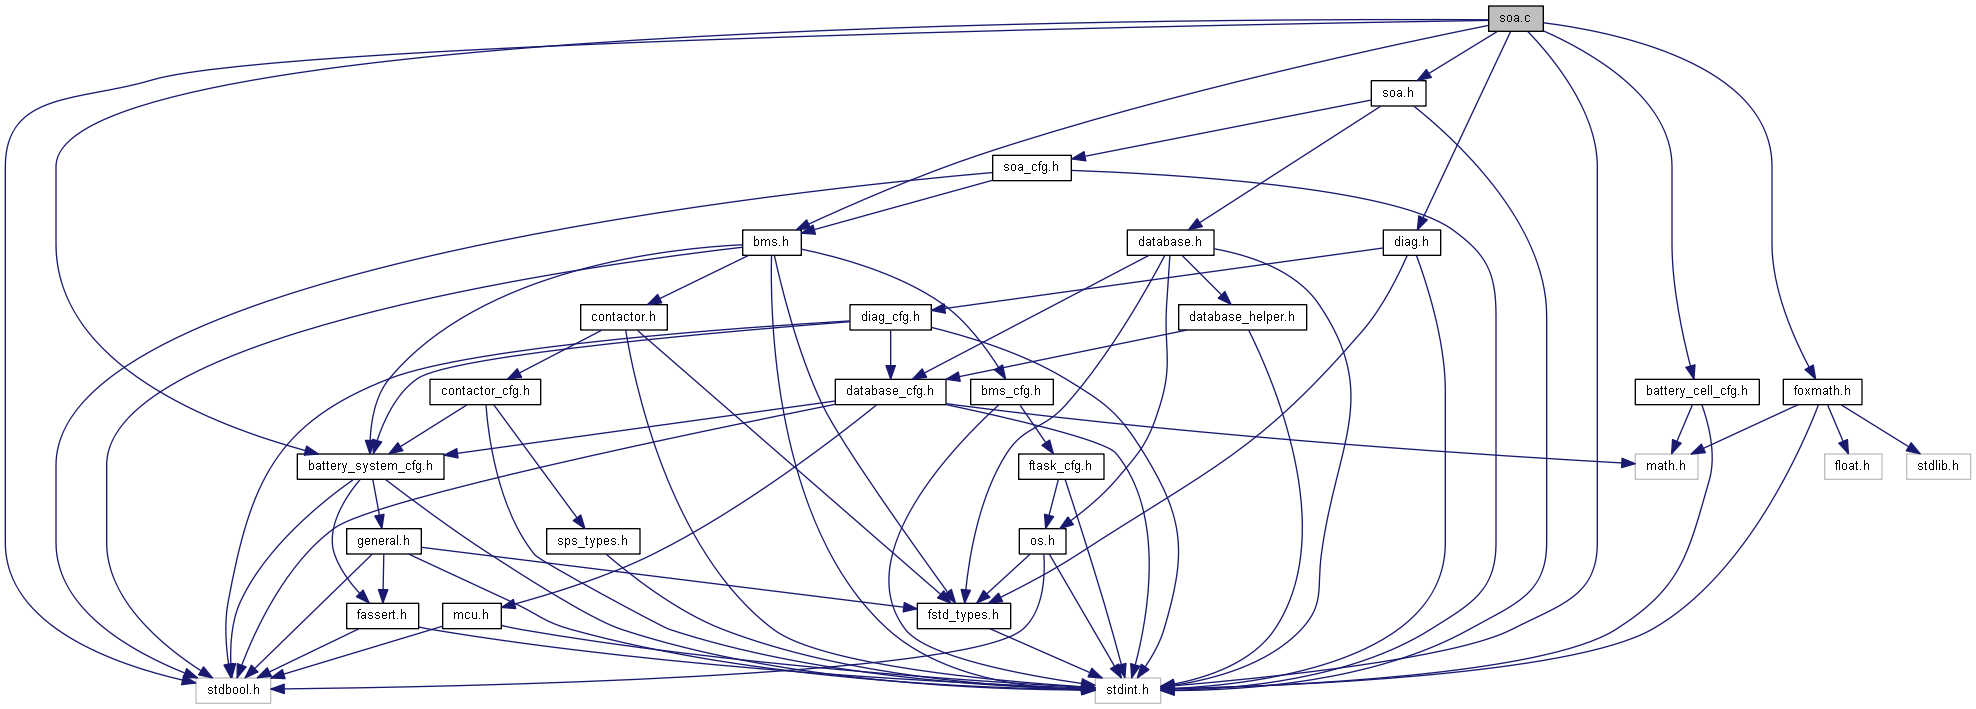 soa.c
soa.h
soa_cfg.h
bms.h
database.h
diag.h
contactor.h
diag_cfg.h
database_helper.h
contactor_cfg.h
database_cfg.h
bms_cfg.h
battery_cell_cfg.h
foxmath.h
battery_system_cfg.h
ftask_cfg.h
math.h
float.h
stdlib.h
general.h
sps_types.h
os.h
fassert.h
mcu.h
fstd_types.h
stdbool.h
stdint.h